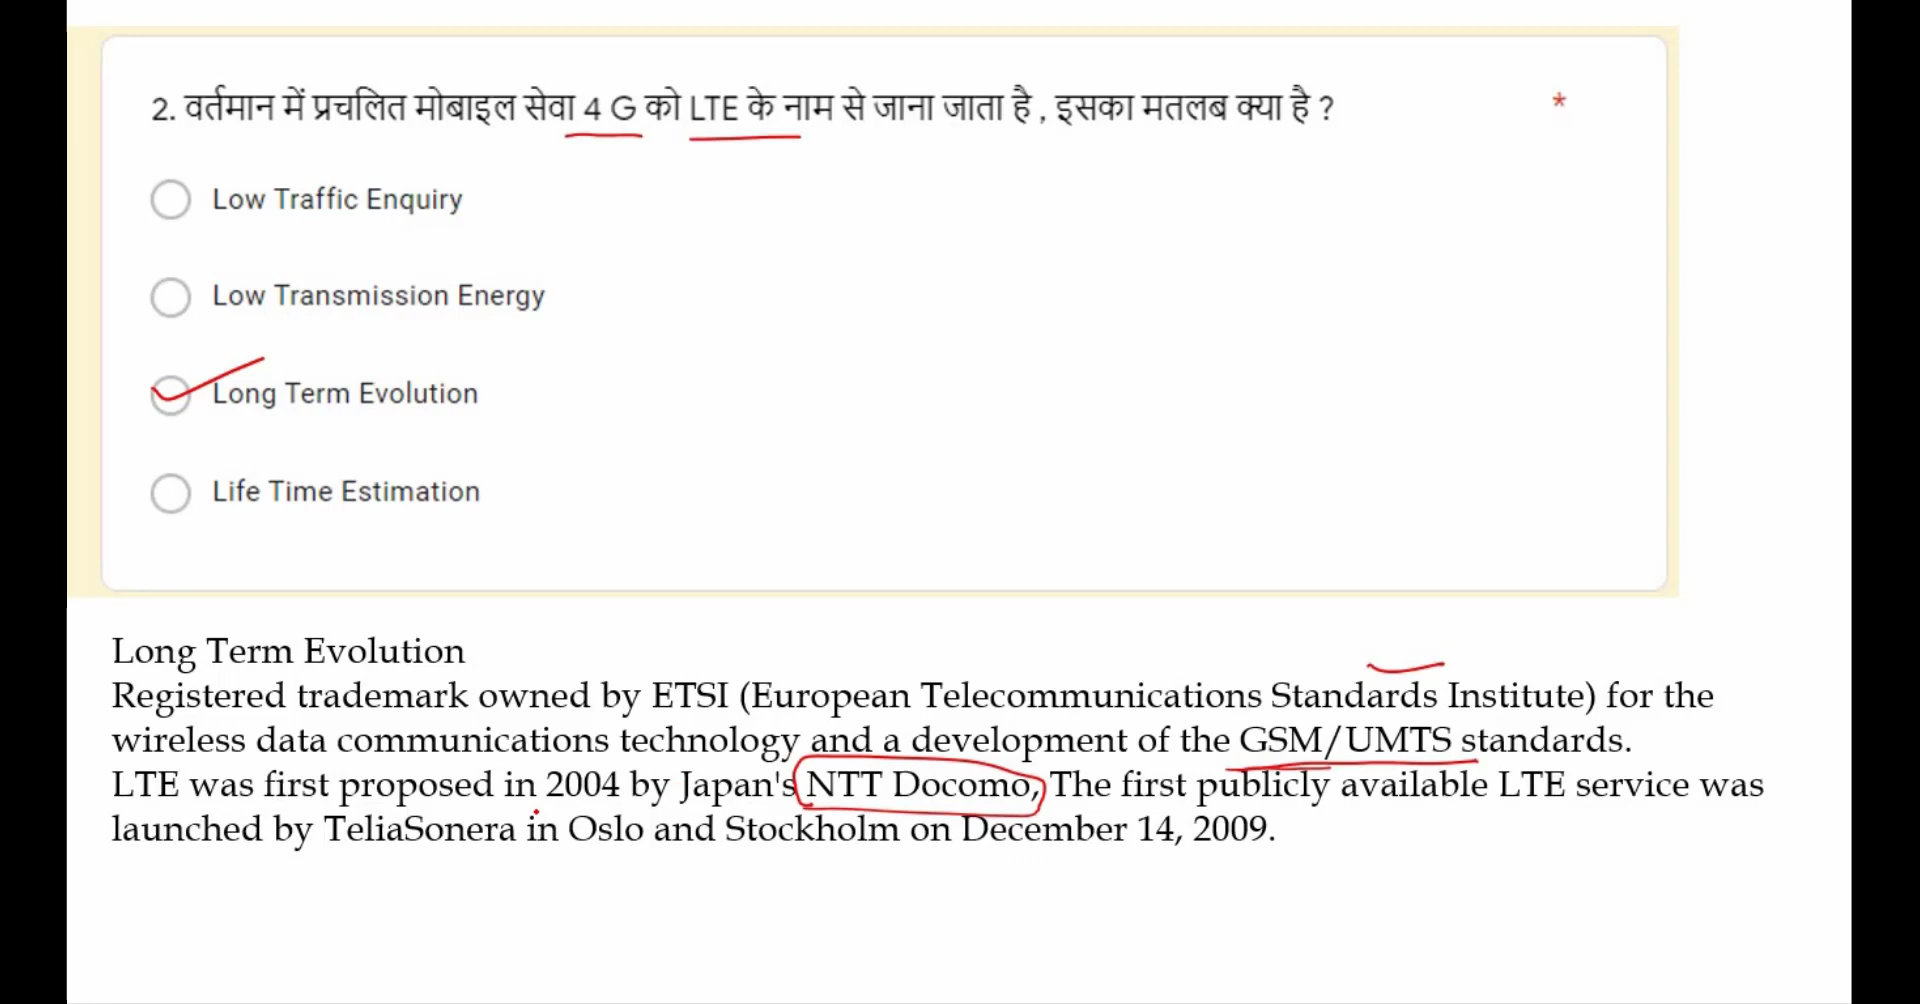 2. वर्तमान में प्रचलित मोबाइल सेवा 4 G को LTE के नाम से जाना जाता है , इसका मतलब क्या है ? *
Low Traffic Enquiry
Low Transmission Energy
Long Term Evolution
Life Time Estimation
Long Term Evolution
Registered trademark owned by ETSI (European Telecommunications Standards Institute) for the
wireless data communications technology and a development of the GSM/UMTS standards.
LTE was first proposed in 2004 by Japan's NTT Docomo, The first publicly available LTE service was
launched by TeliaSonera in Oslo and Stockholm on December 14, 2009.